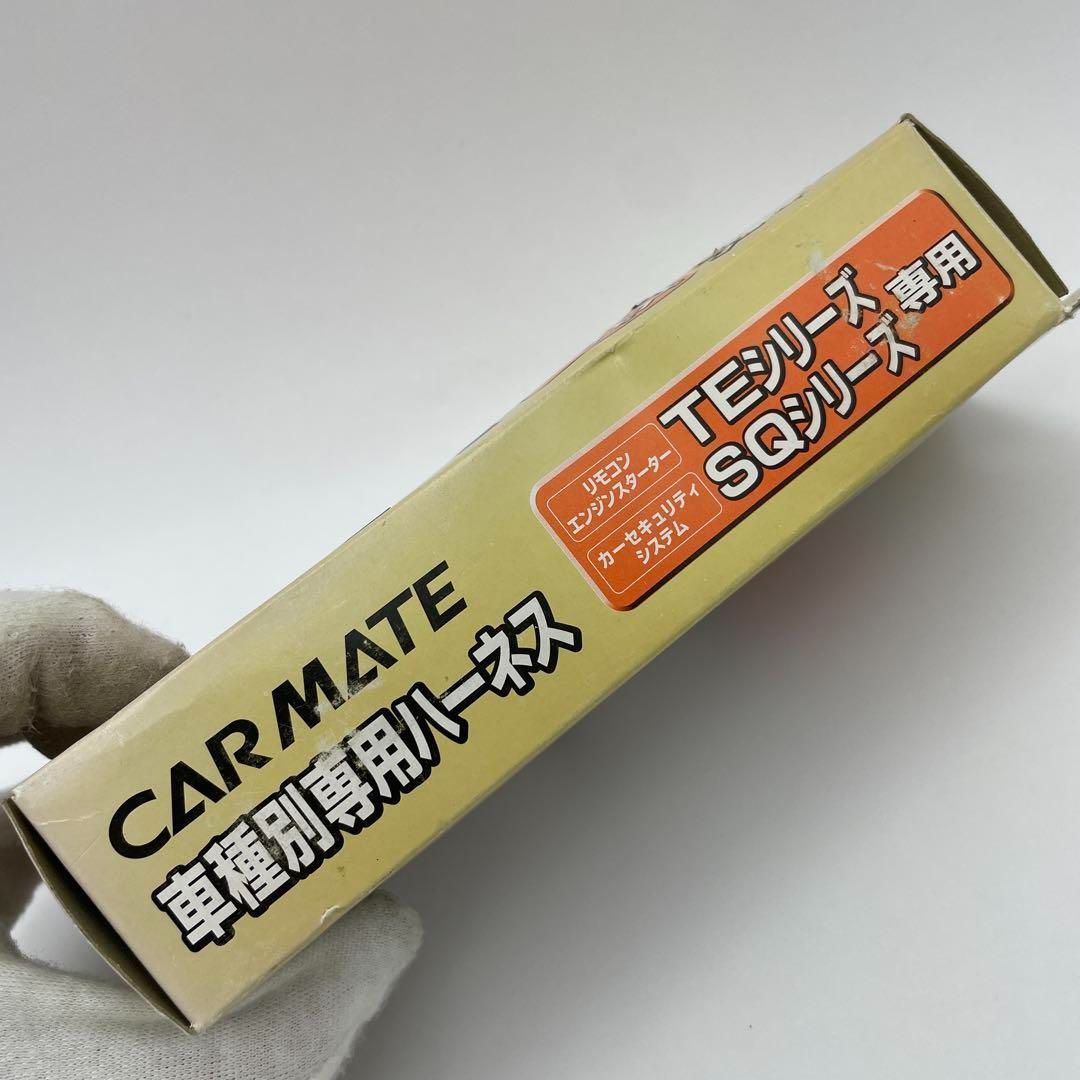 CARMATE
車種別専用ハーネス
リモコン
エンジンスターター
TEシリーズ
カーセキュリティ
システム
SQシリーズ
専用